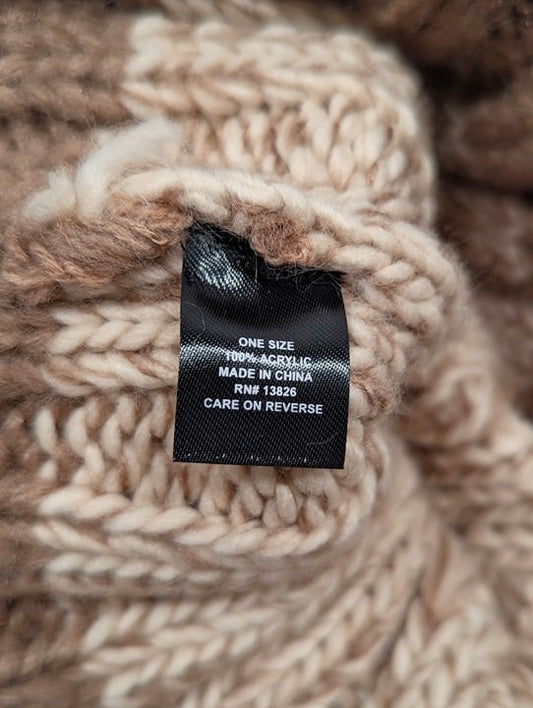 ONE SIZE
100% ACRYLIC
MADE IN CHINA
RN# 13826
CARE ON REVERSE